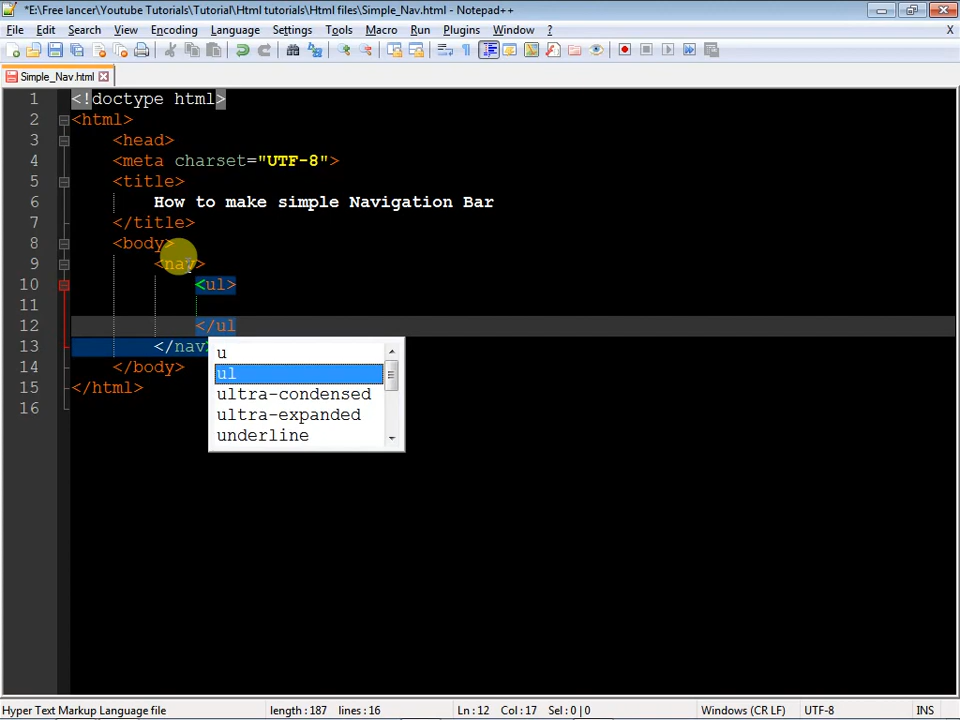 *E:\Free lancer\Youtube Tutorials\Tutorial\Html tutorials\Html files\Simple_Nav.html - Notepad++
File Edit Search View Encoding Language Settings Tools Macro Run Plugins Window ? X
Simple_Nav.html
1 <!doctype html>
2 <html>
3 <head>
4 <meta charset="UTF-8">
5 <title>
6 How to make simple Navigation Bar
7 </title>
8 <body>
9 <nav>
10 <ul>
11
12 </ul
13 </nav>
14 </body>
15 </html>
16
u
ul
ultra-condensed
ultra-expanded
underline
Hyper Text Markup Language file length : 187 lines : 16 Ln : 12 Col : 17 Sel : 0 | 0 Windows (CR LF) UTF-8 INS